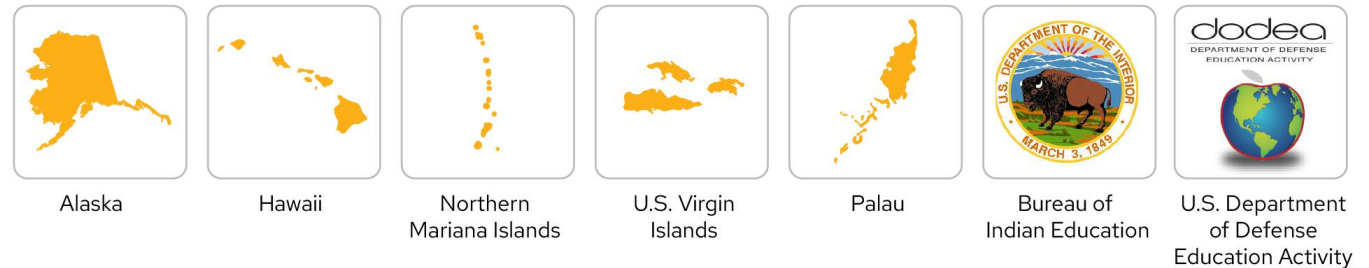 U.S. DEPARTMENT OF THE INTERIOR
MARCH 3, 1849
dodea
DEPARTMENT OF DEFENSE
EDUCATION ACTIVITY
Alaska
Hawaii
Northern
Mariana Islands
U.S. Virgin
Islands
Palau
Bureau of
Indian Education
U.S. Department
of Defense
Education Activity